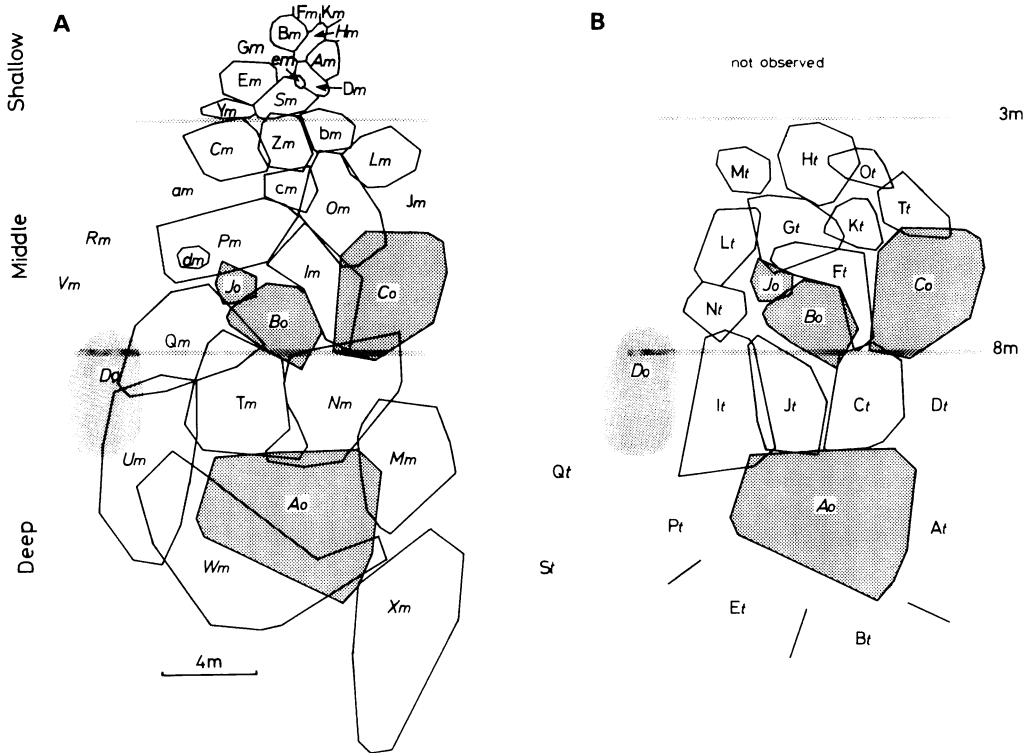 A
B
Shallow
Middle
Deep
Fm Km
Bm
Hm
Gm
em
Am
Em
Dm
Sm
Ym
Cm
Zm
bm
Lm
am
cm
Om
Jm
Rm
Pm
dm
Vm
Jo
Im
Co
Bo
Qm
Do
Tm
Nm
Um
Mm
Ao
Wm
Xm
4m
not observed
3m
Mt
Ht
Ot
Tt
Lt
Gt
Kt
Jo
Ft
Co
Nt
Bo
8m
Do
It
Jt
Ct
Dt
Qt
Ao
Pt
At
St
Et
Bt